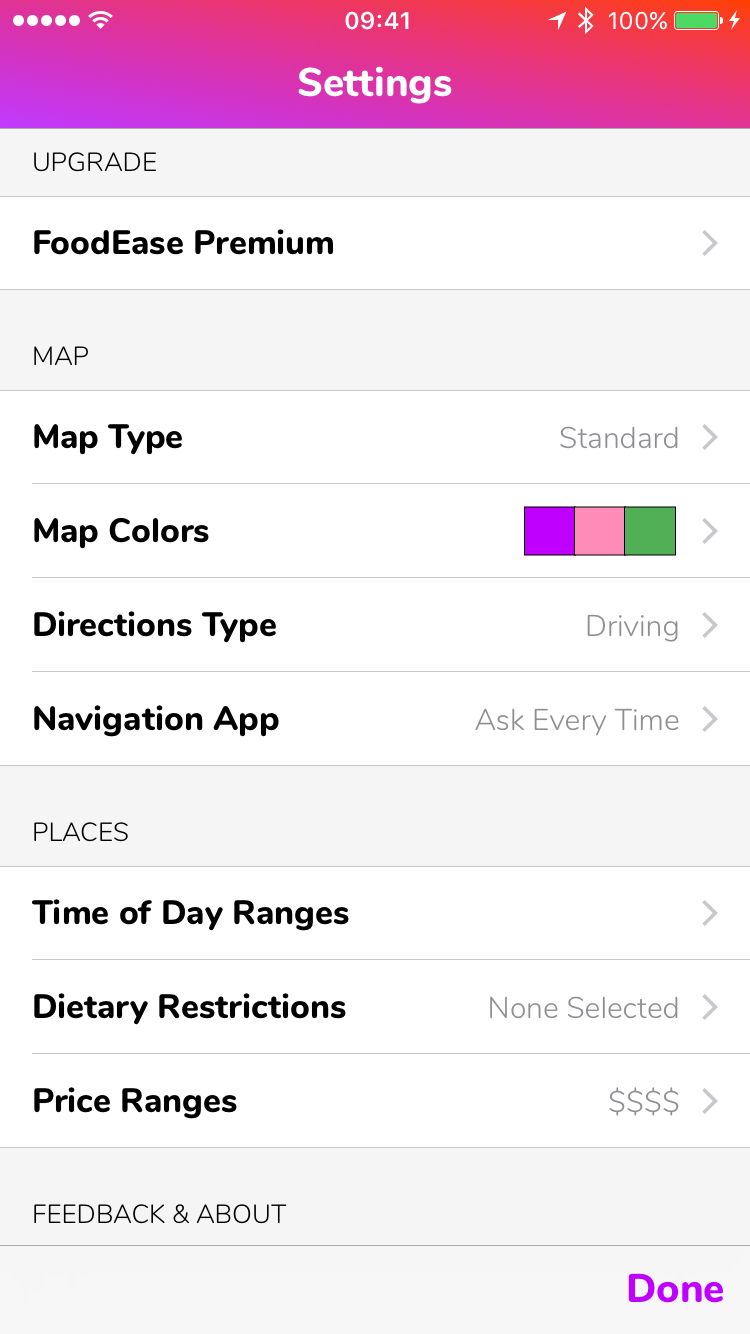 09:41 100%
Settings
UPGRADE
FoodEase Premium
MAP
Map Type Standard
Map Colors
Directions Type Driving
Navigation App Ask Every Time
PLACES
Time of Day Ranges
Dietary Restrictions None Selected
Price Ranges $$$$
FEEDBACK & ABOUT
Done